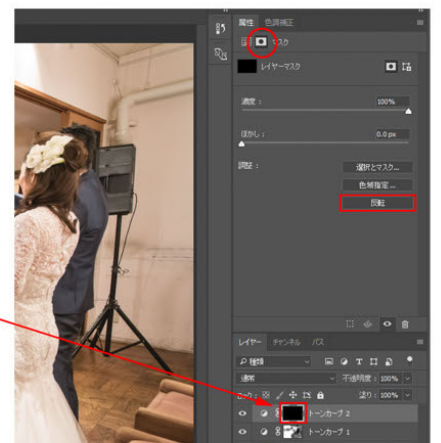 属性 色調補正
マスク
レイヤーマスク
濃度 : 100%
ぼかし : 0.0 px
調整 : 選択とマスク...
色域指定...
反転
レイヤー チャンネル パス
種類
通常 不透明度 : 100%
ロック : 塗り : 100%
トーンカーブ 2
トーンカーブ 1